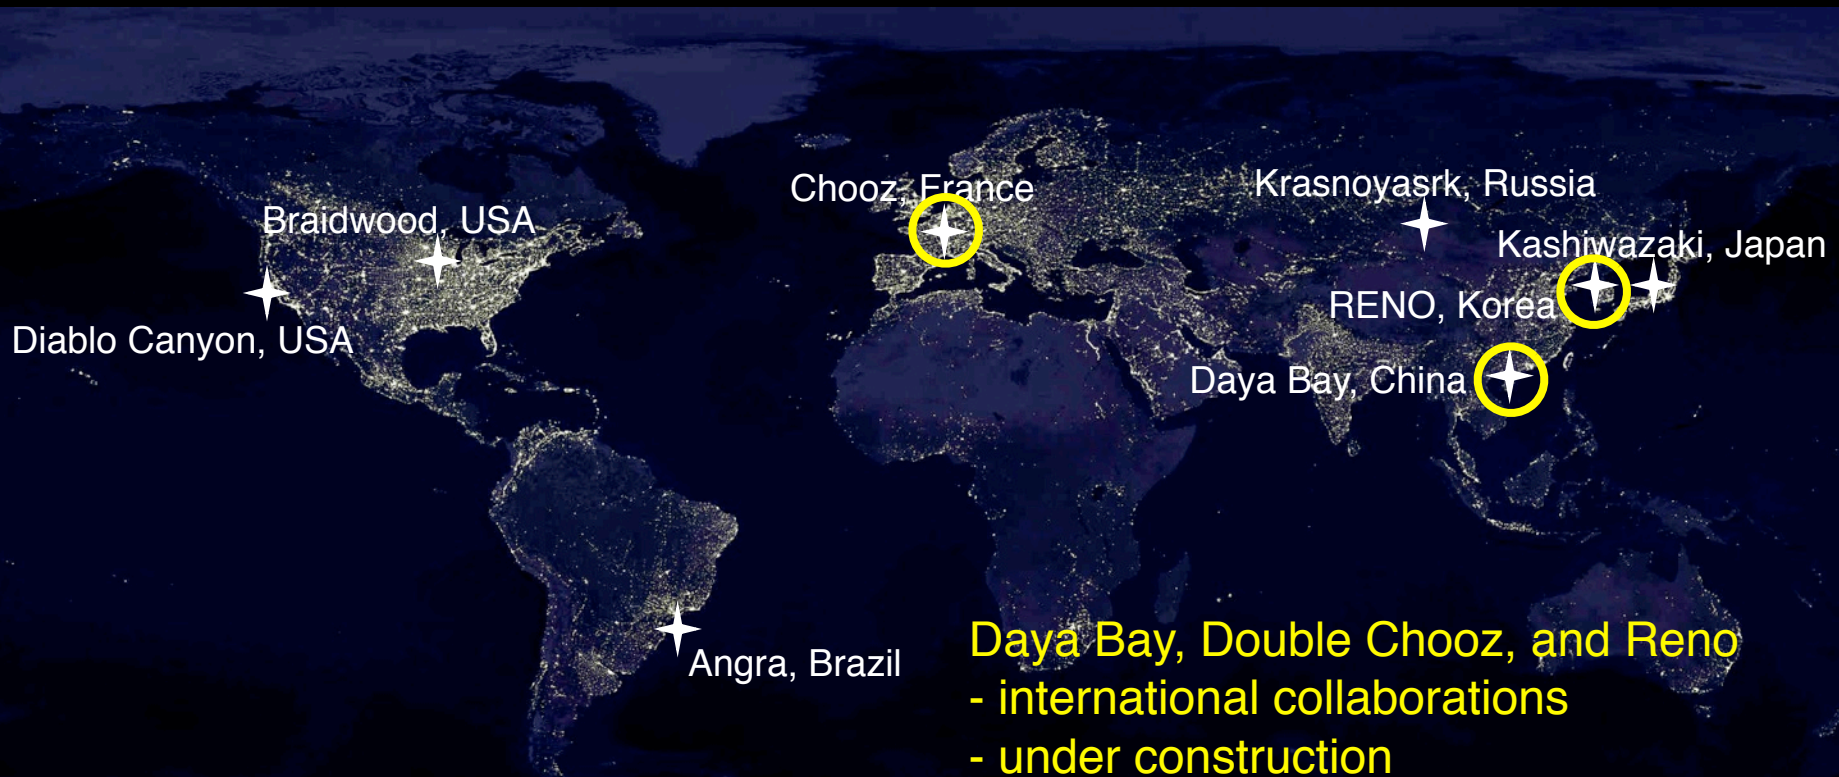 Chooz, France
Krasnoyasrk, Russia
Braidwood, USA
Kashiwazaki, Japan
RENO, Korea
Diablo Canyon, USA
Daya Bay, China
Angra, Brazil
Daya Bay, Double Chooz, and Reno
- international collaborations
- under construction